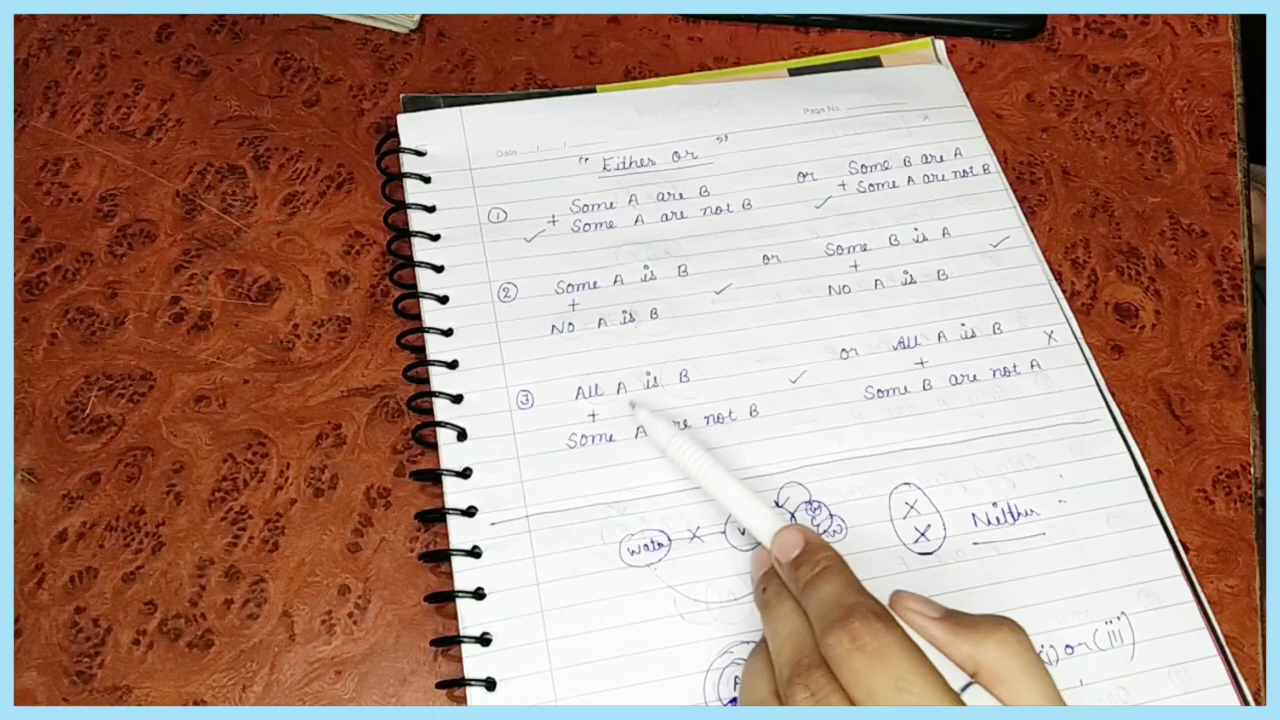 Date
Page No.
" Either or "
① Some A are B or Some B are A
+ Some A are not B + Some A are not B
② Some A is B or Some B is A
+ +
NO A is B NO A is B
③ All A is B or All A is B
+ +
Some A are not B Some B are not A
Neither
or (iii)